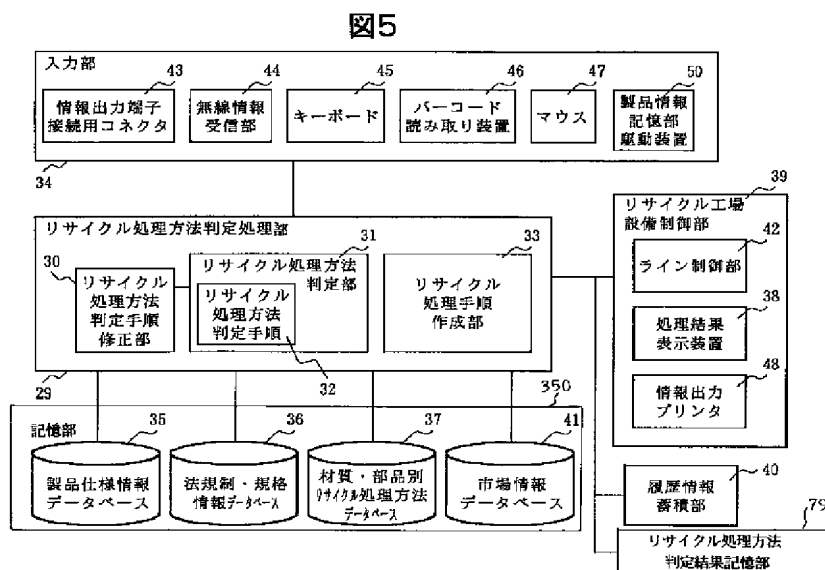 図5
入力部
43
情報出力端子
接続用コネクタ
44
無線情報
受信部
45
キーボード
46
バーコード
読み取り装置
47
マウス
50
製品情報
記憶部
駆動装置
34
リサイクル処理方法判定処理部
30
リサイクル
処理方法
判定手順
修正部
31
リサイクル処理方法
判定部
リサイクル
処理方法
判定手順
32
33
リサイクル
処理手順
作成部
29
39
リサイクル工場
設備制御部
42
ライン制御部
38
処理結果
表示装置
48
情報出力
プリンタ
350
記憶部
35
製品仕様情報
データベース
36
法規制・規格
情報データベース
37
材質・部品別
リサイクル処理方法
データベース
41
市場情報
データベース
40
履歴情報
蓄積部
79
リサイクル処理方法
判定結果記憶部